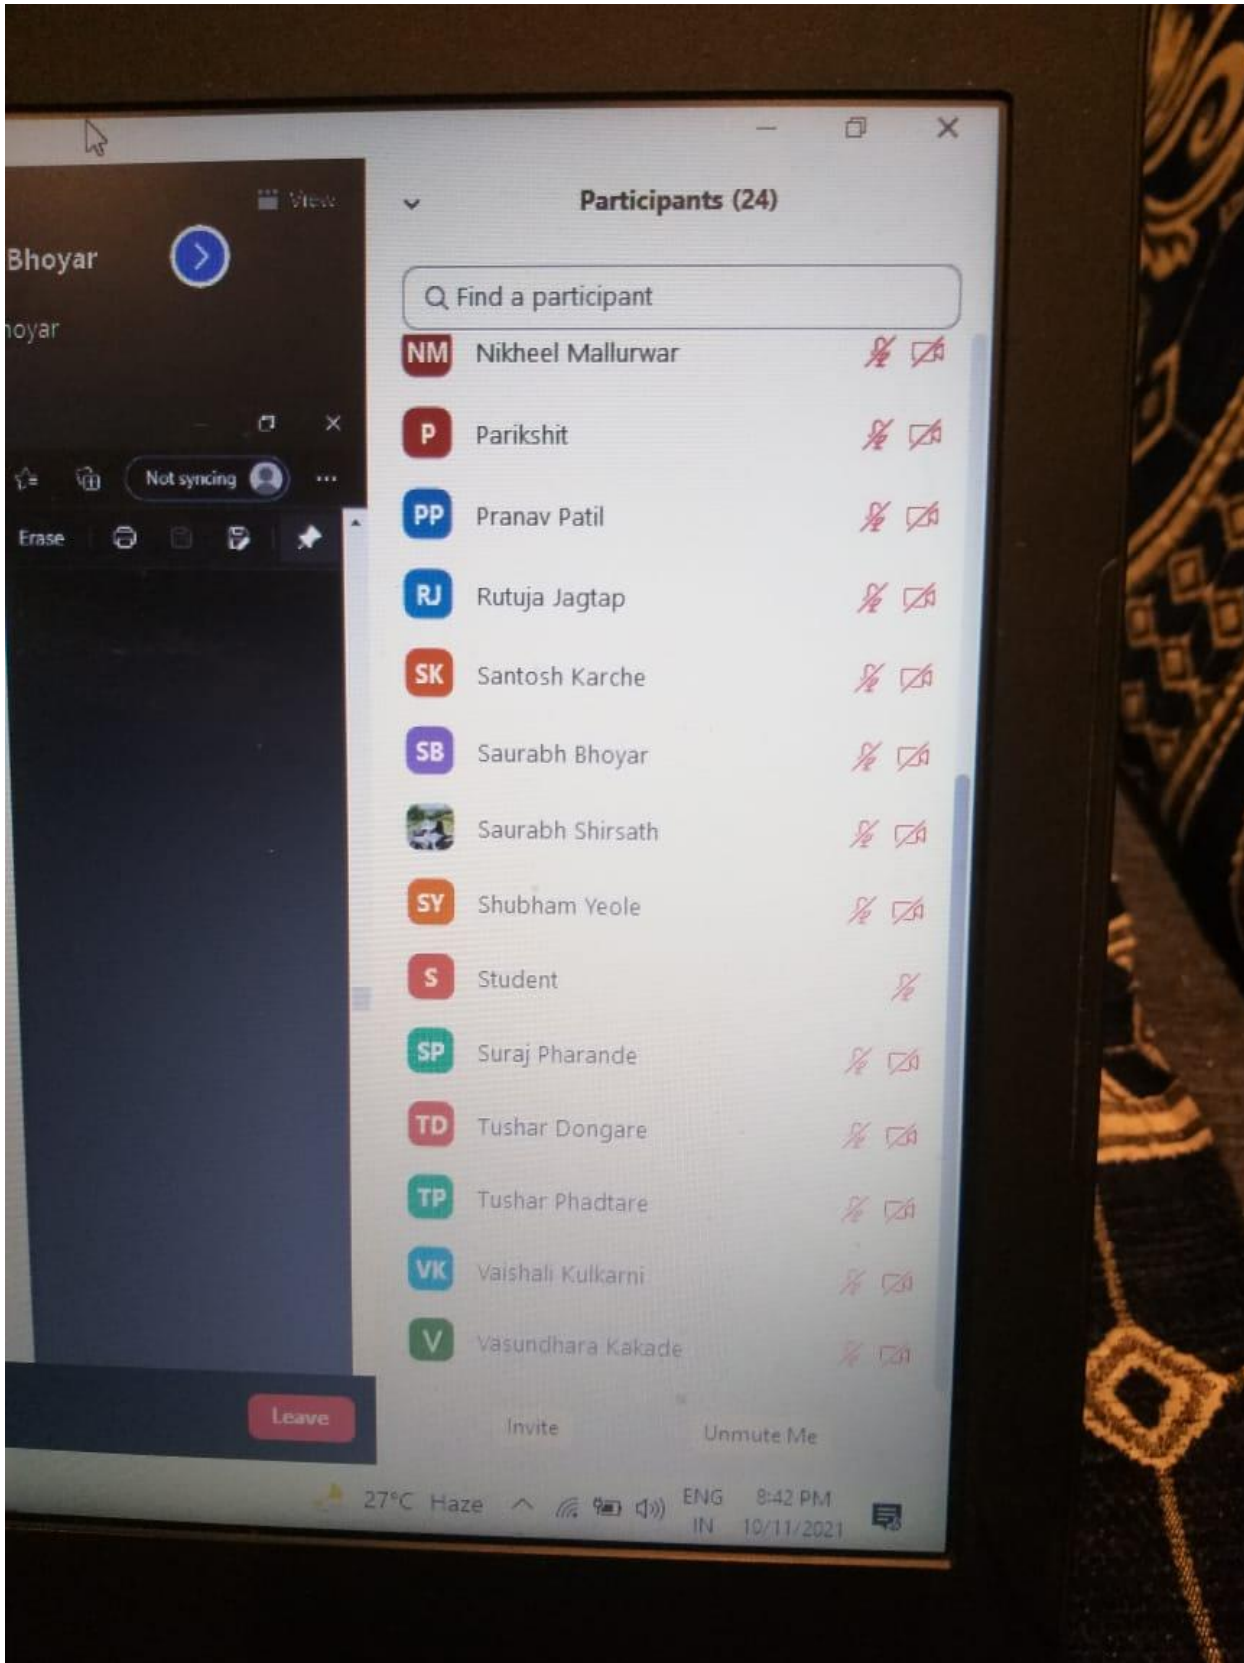 View
Participants (24)
Bhoyar
Find a participant
hoyar
NM Nikheel Mallurwar
P Parikshit
Not syncing
PP Pranav Patil
Erase
RJ Rutuja Jagtap
SK Santosh Karche
SB Saurabh Bhoyar
Saurabh Shirsath
SY Shubham Yeole
S Student
SP Suraj Pharande
TD Tushar Dongare
TP Tushar Phadtare
VK Vaishali Kulkarni
V Vasundhara Kakade
Leave
Invite Unmute Me
27°C Haze ENG 8:42 PM
IN 10/11/2021